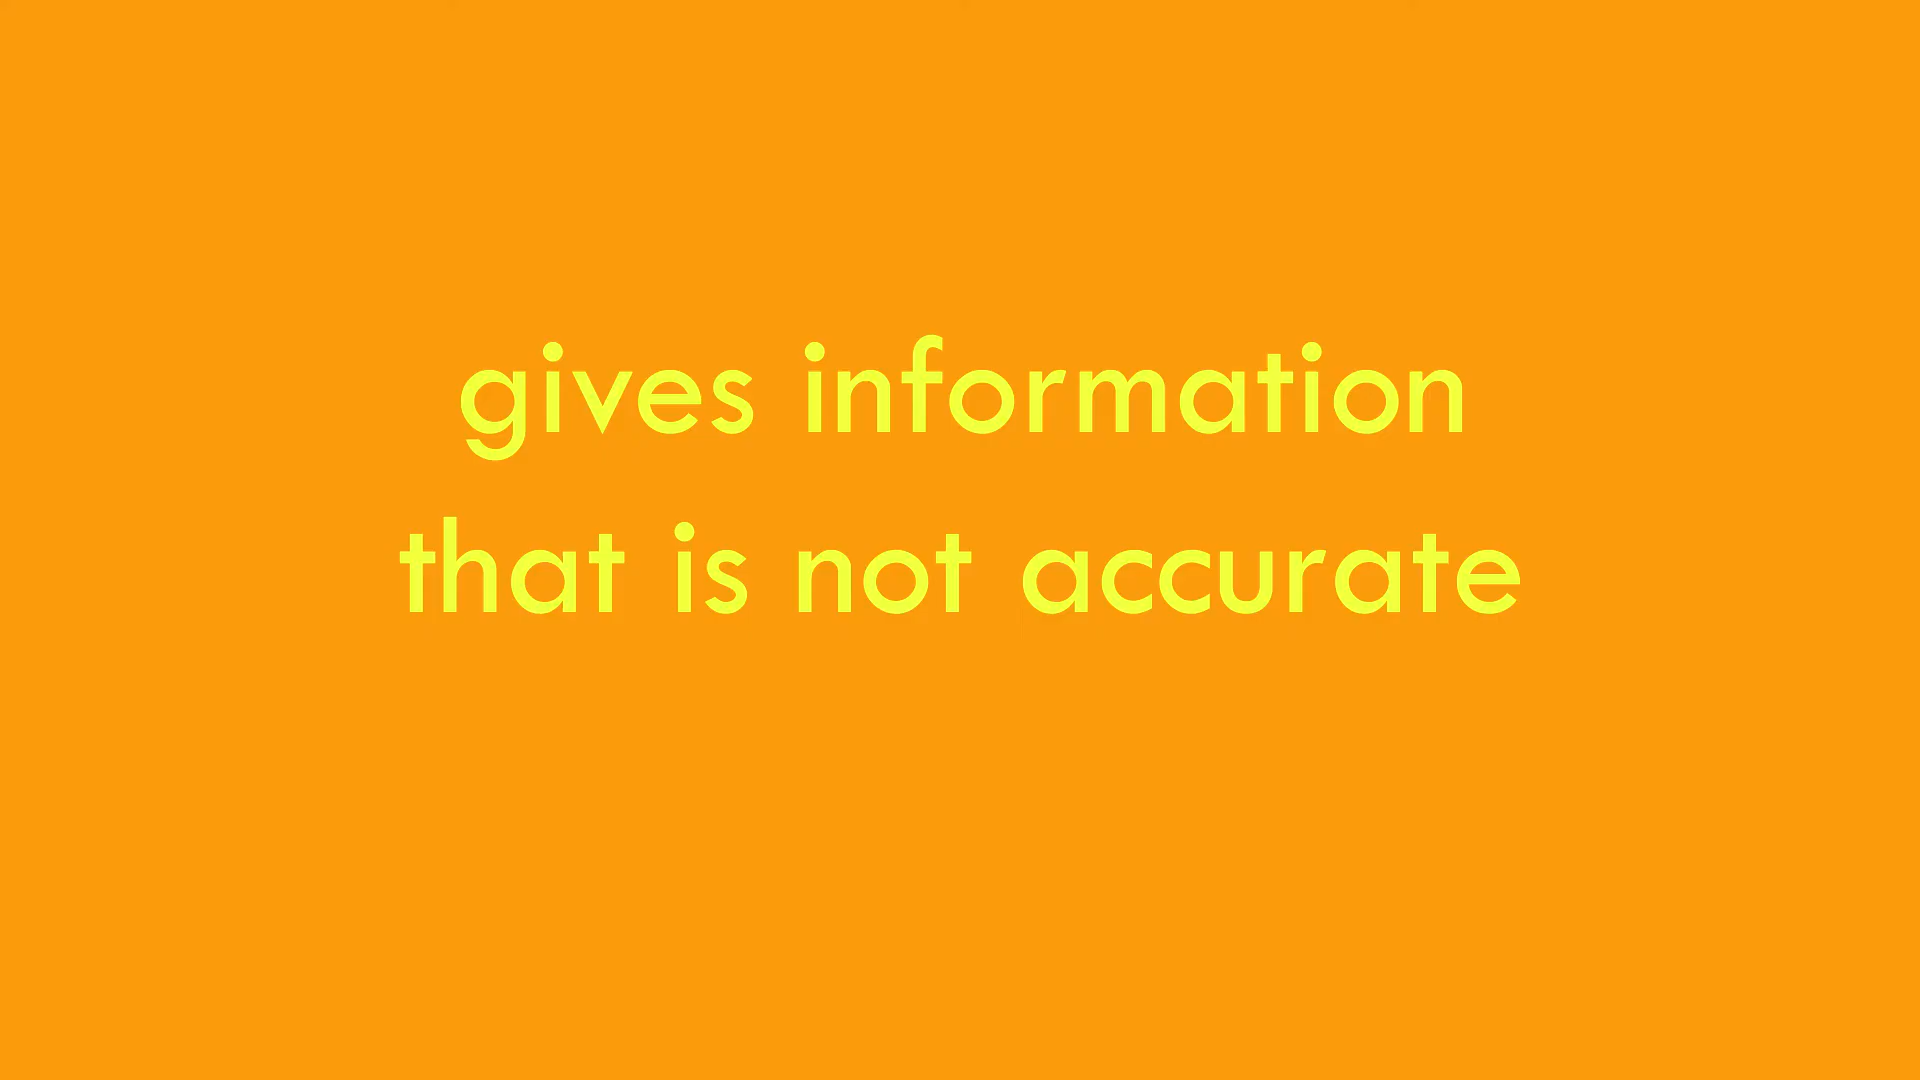 gives information
that is not accurate